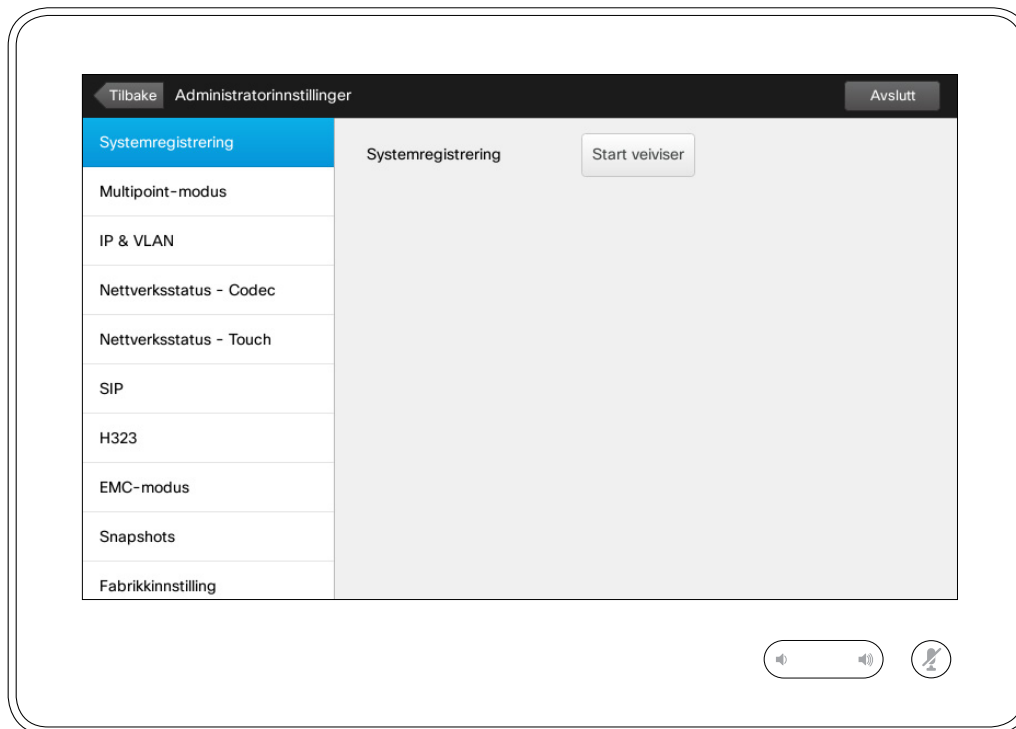 Tilbake Administratorinnstillinger Avslutt
Systemregistrering
Systemregistrering Start veiviser
Multipoint-modus
IP & VLAN
Nettverksstatus - Codec
Nettverksstatus - Touch
SIP
H323
EMC-modus
Snapshots
Fabrikkinnstilling